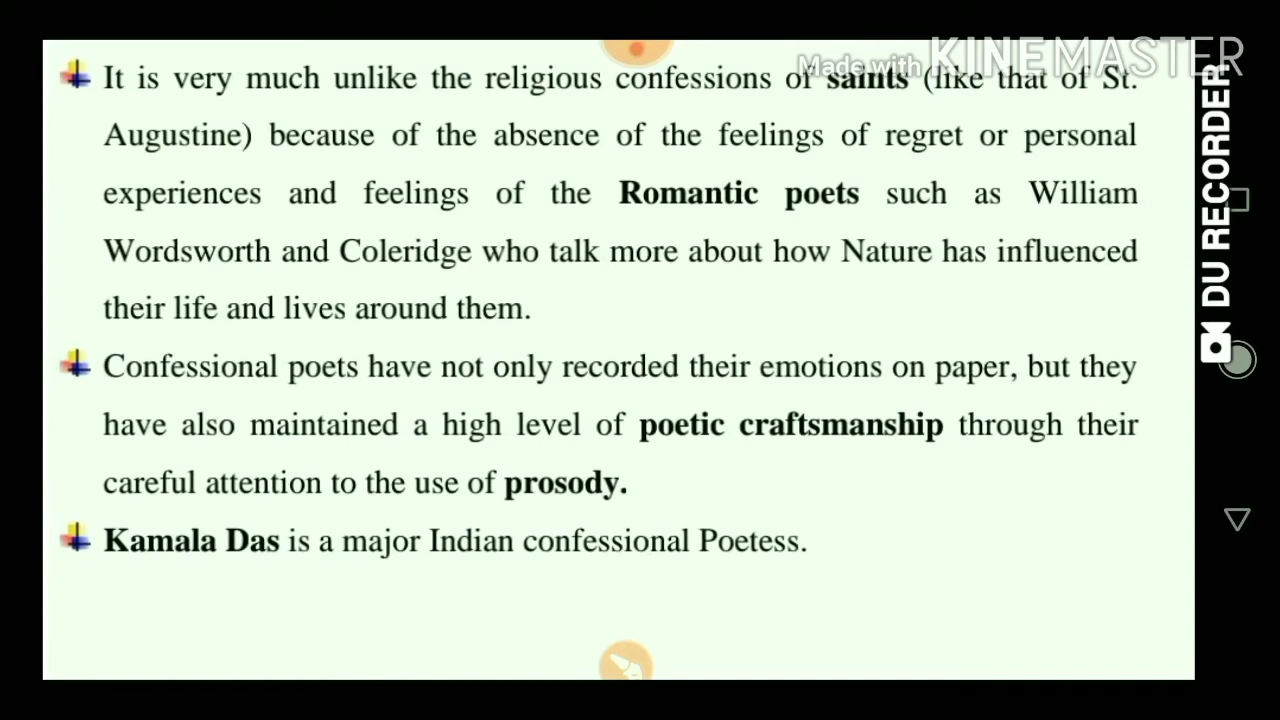 Made with KINEMASTER
It is very much unlike the religious confessions of saints (like that of St.
Augustine) because of the absence of the feelings of regret or personal
experiences and feelings of the Romantic poets such as William
Wordsworth and Coleridge who talk more about how Nature has influenced
their life and lives around them.
Confessional poets have not only recorded their emotions on paper, but they
have also maintained a high level of poetic craftsmanship through their
careful attention to the use of prosody.
Kamala Das is a major Indian confessional Poetess.
DU RECORDER